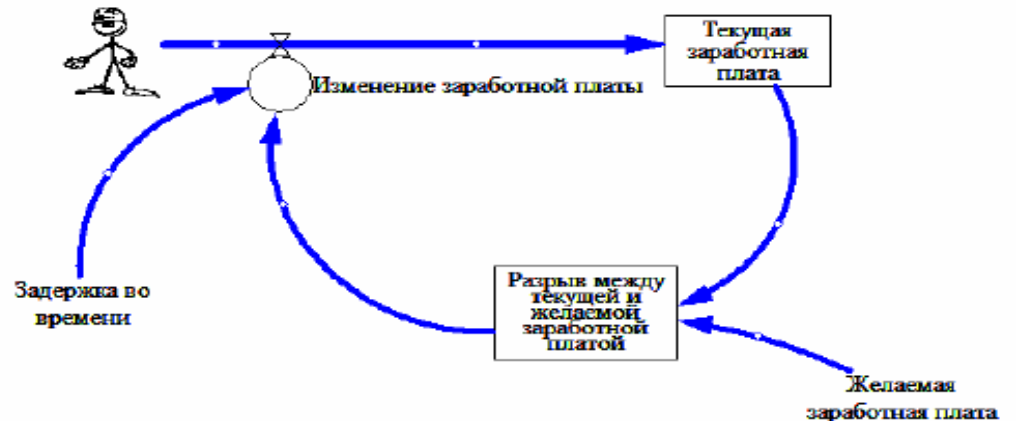 Текущая
заработная
плата
Изменение заработной платы
Задержка во
времени
Разрыв между
текущей и
желаемой
заработной
платой
Желаемая
заработная плата